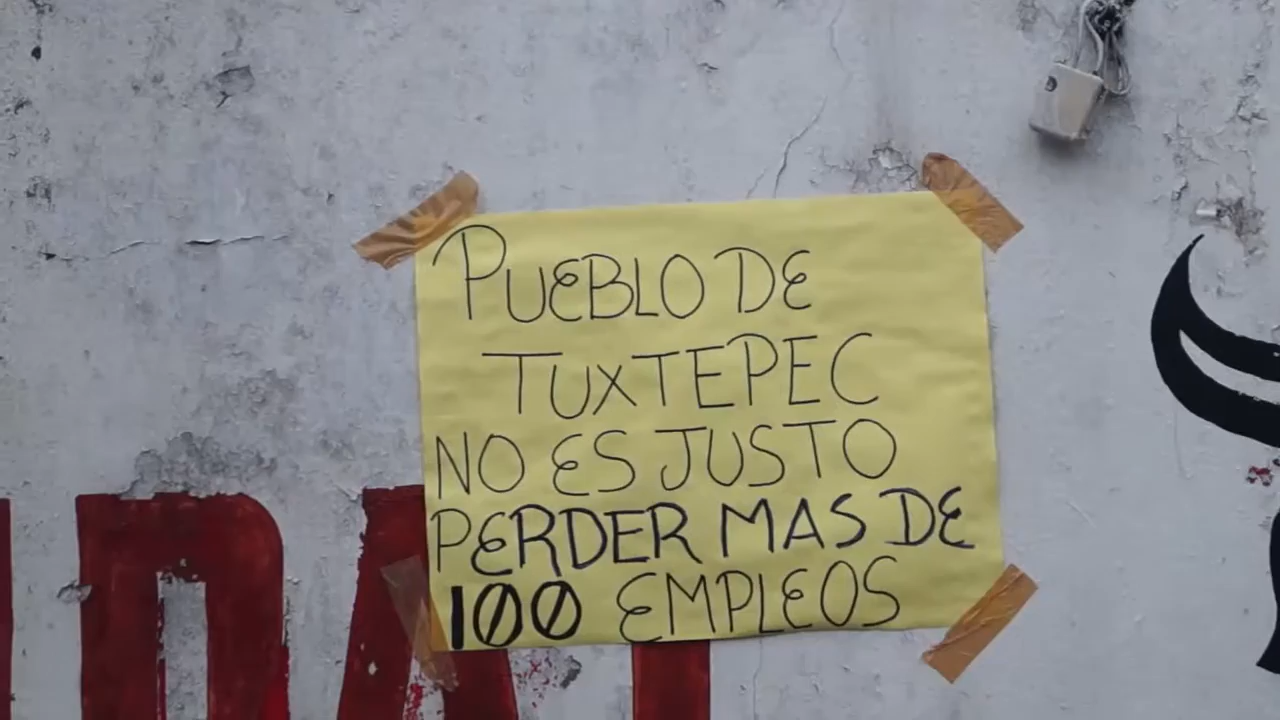 PUEBLO DE
TUXTEPEC
NO ES JUSTO
PERDER MAS DE
100 EMPLEOS